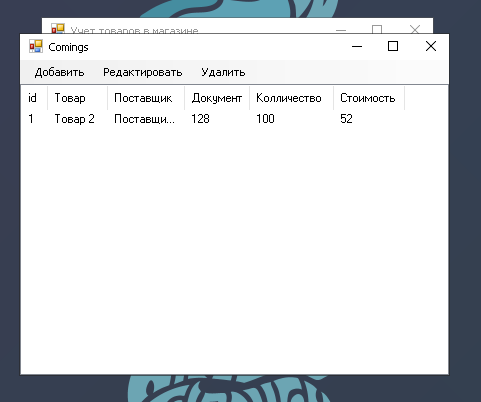 Учет товаров в магазине
Comings
Добавить Редактировать Удалить
id Товар Поставщик Документ Колличество Стоимость
1 Товар 2 Поставщи... 128 100 52